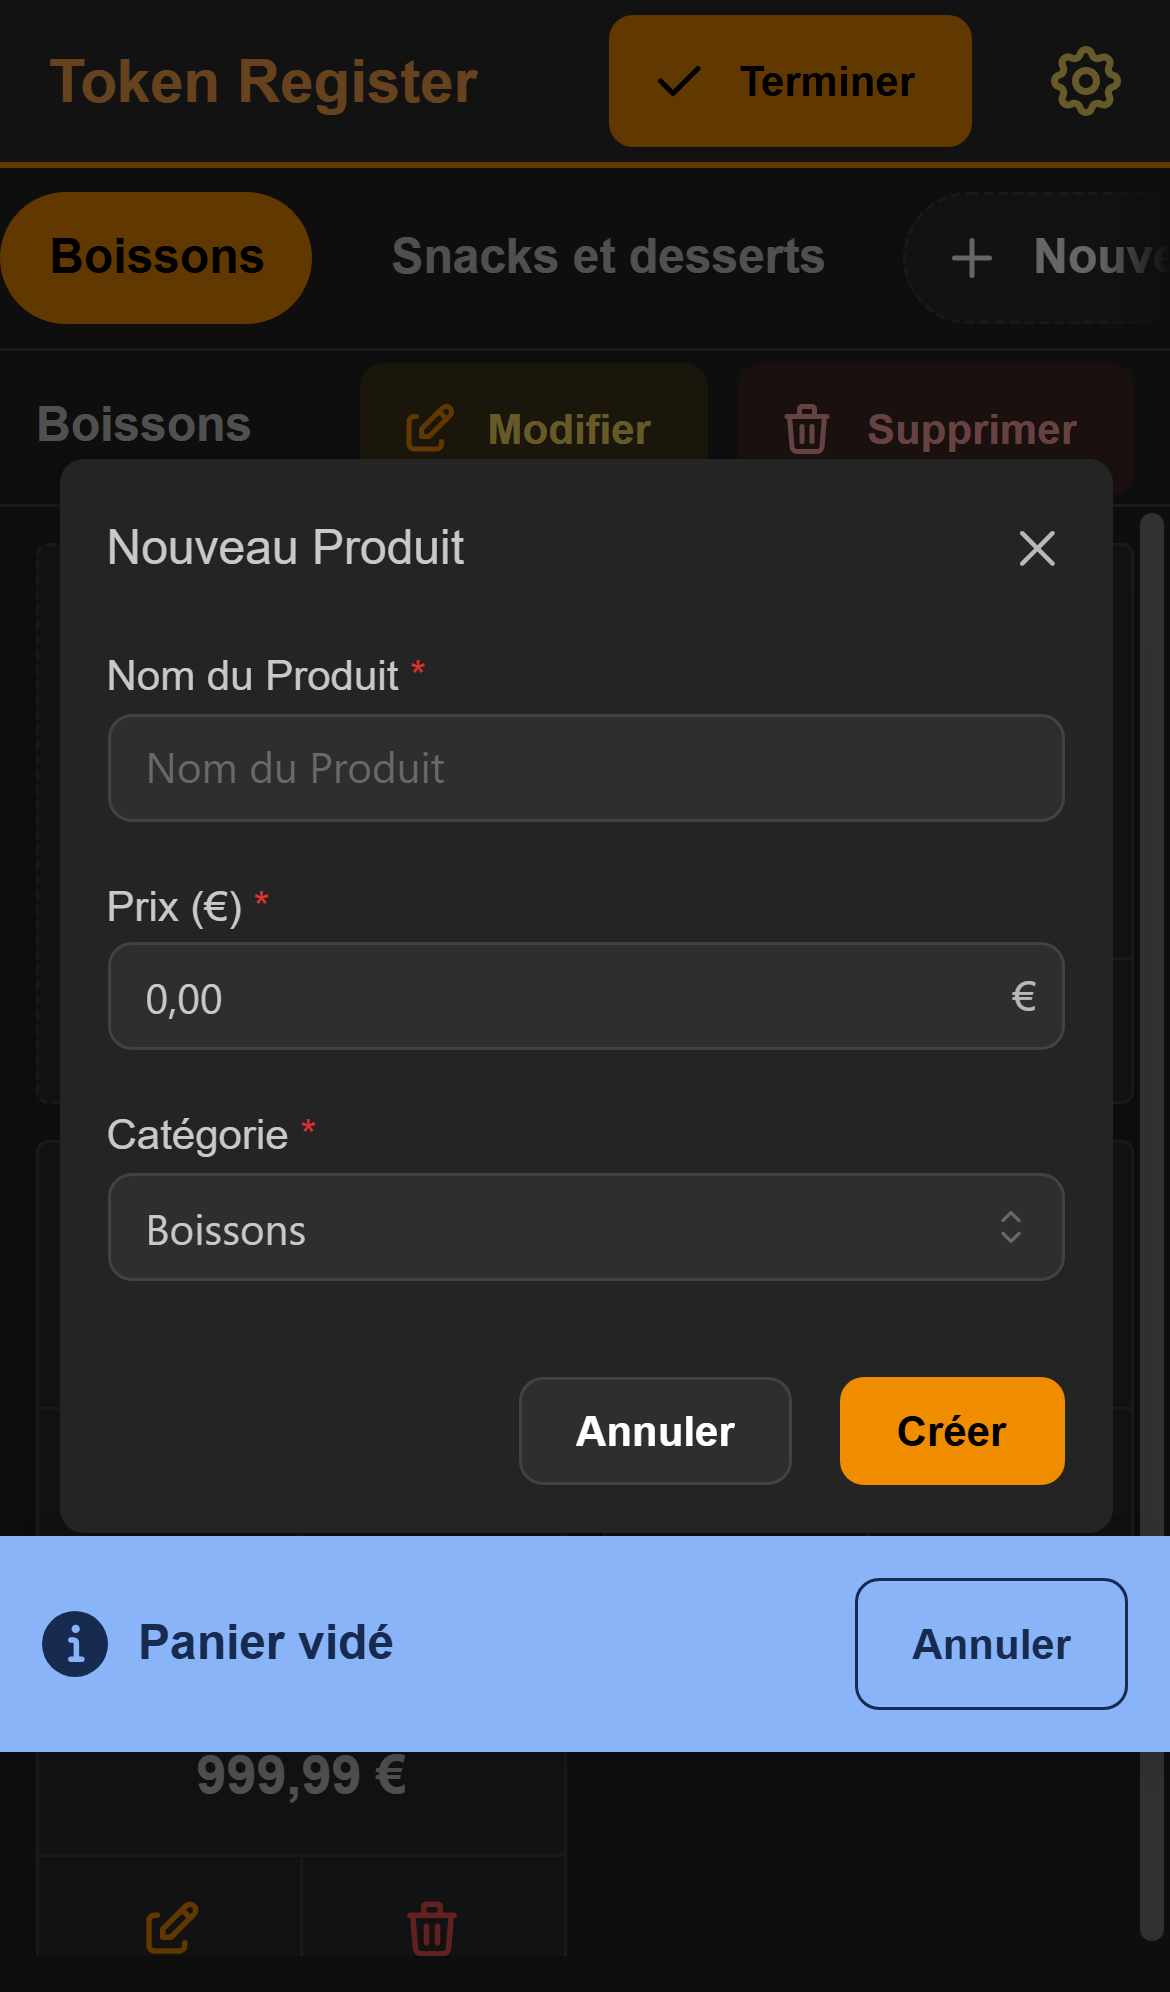 Token Register
Terminer
Boissons
Snacks et desserts
Nouve
Boissons
Modifier
Supprimer
Nouveau Produit
Nom du Produit *
Nom du Produit
Prix (€) *
0,00 €
Catégorie *
Boissons
Annuler
Créer
Panier vidé
Annuler
999,99 €